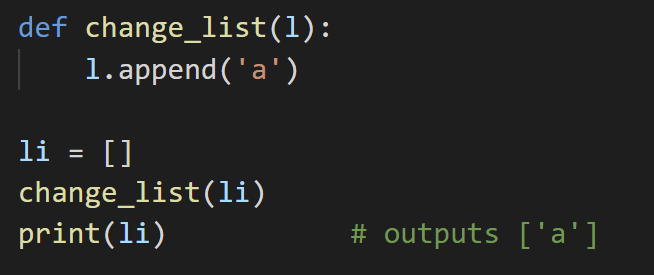 def change_list(l):
    l.append('a')

li = []
change_list(li)
print(li)           # outputs ['a']